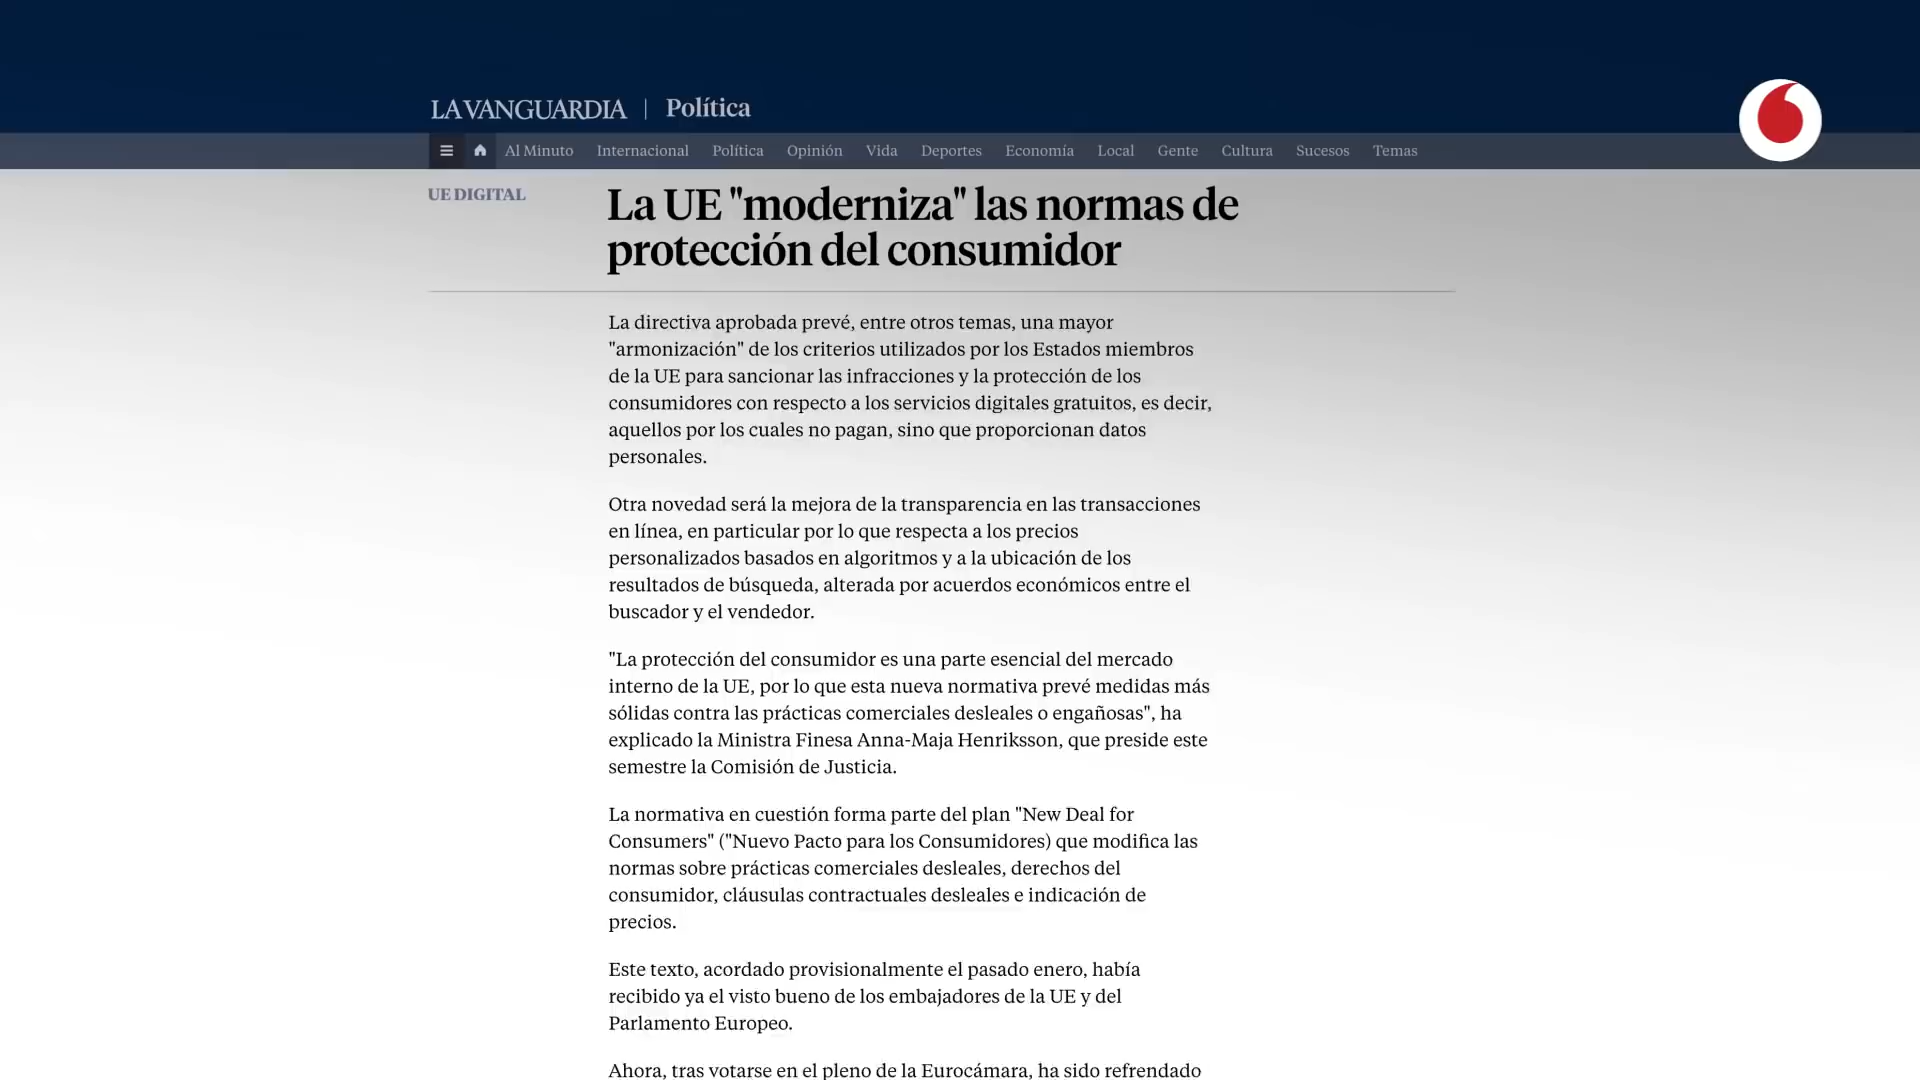 LA VANGUARDIA | Política
Al Minuto Internacional Política Opinión Vida Deportes Economía Local Gente Cultura Sucesos Temas
UE DIGITAL
La UE "moderniza" las normas de
protección del consumidor
La directiva aprobada prevé, entre otros temas, una mayor
"armonización" de los criterios utilizados por los Estados miembros
de la UE para sancionar las infracciones y la protección de los
consumidores con respecto a los servicios digitales gratuitos, es decir,
aquellos por los cuales no pagan, sino que proporcionan datos
personales.
Otra novedad será la mejora de la transparencia en las transacciones
en línea, en particular por lo que respecta a los precios
personalizados basados en algoritmos y a la ubicación de los
resultados de búsqueda, alterada por acuerdos económicos entre el
buscador y el vendedor.
"La protección del consumidor es una parte esencial del mercado
interno de la UE, por lo que esta nueva normativa prevé medidas más
sólidas contra las prácticas comerciales desleales o engañosas", ha
explicado la Ministra Finesa Anna-Maja Henriksson, que preside este
semestre la Comisión de Justicia.
La normativa en cuestión forma parte del plan "New Deal for
Consumers" ("Nuevo Pacto para los Consumidores) que modifica las
normas sobre prácticas comerciales desleales, derechos del
consumidor, cláusulas contractuales desleales e indicación de
precios.
Este texto, acordado provisionalmente el pasado enero, había
recibido ya el visto bueno de los embajadores de la UE y del
Parlamento Europeo.
Ahora, tras votarse en el pleno de la Eurocámara, ha sido refrendado